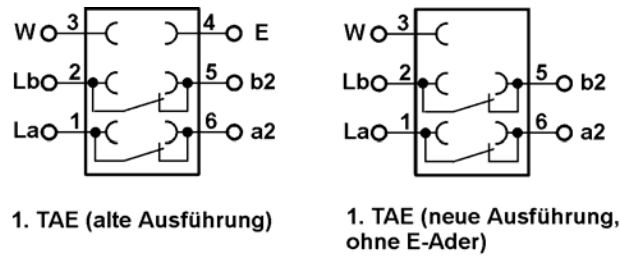 W 3 4 E
Lb 2 5 b2
La 1 6 a2
1. TAE (alte Ausführung)
W 3
Lb 2 5 b2
La 1 6 a2
1. TAE (neue Ausführung,
ohne E-Ader)